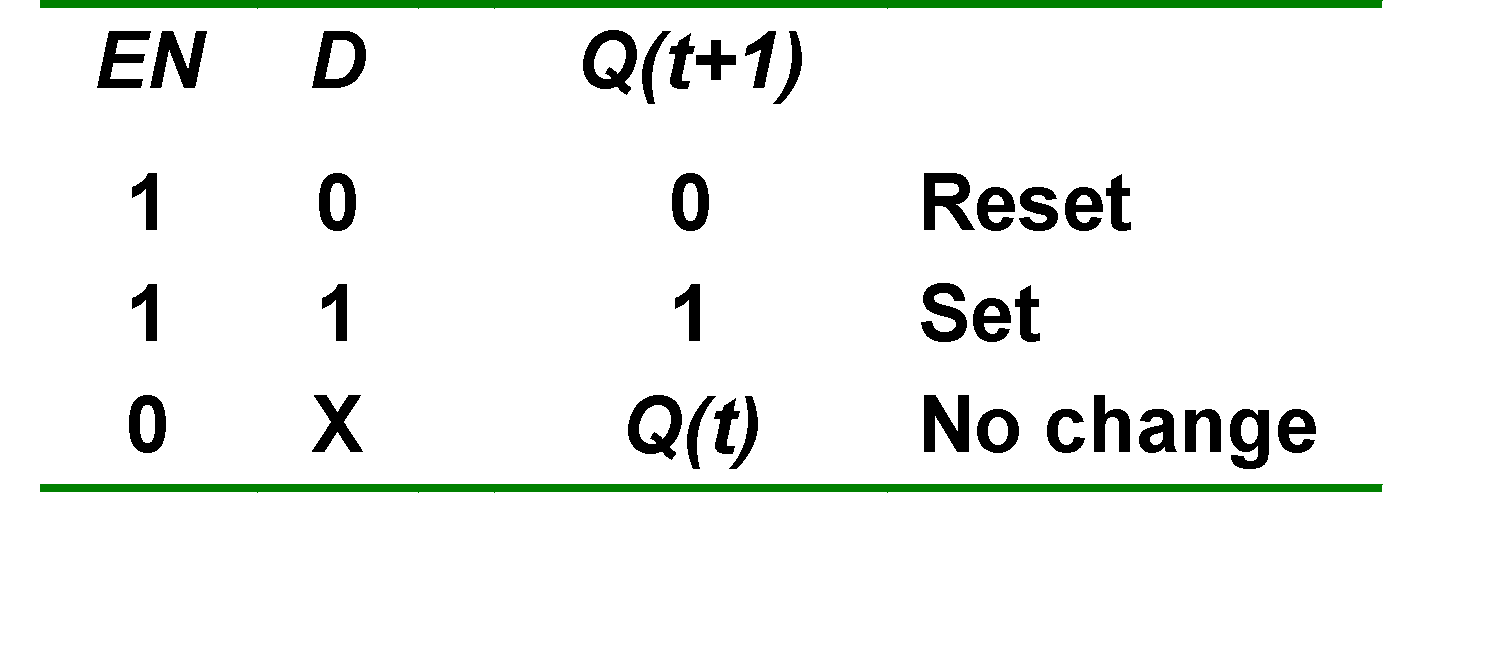 EN D Q(t+1)
1 0 0 Reset
1 1 1 Set
0 X Q(t) No change